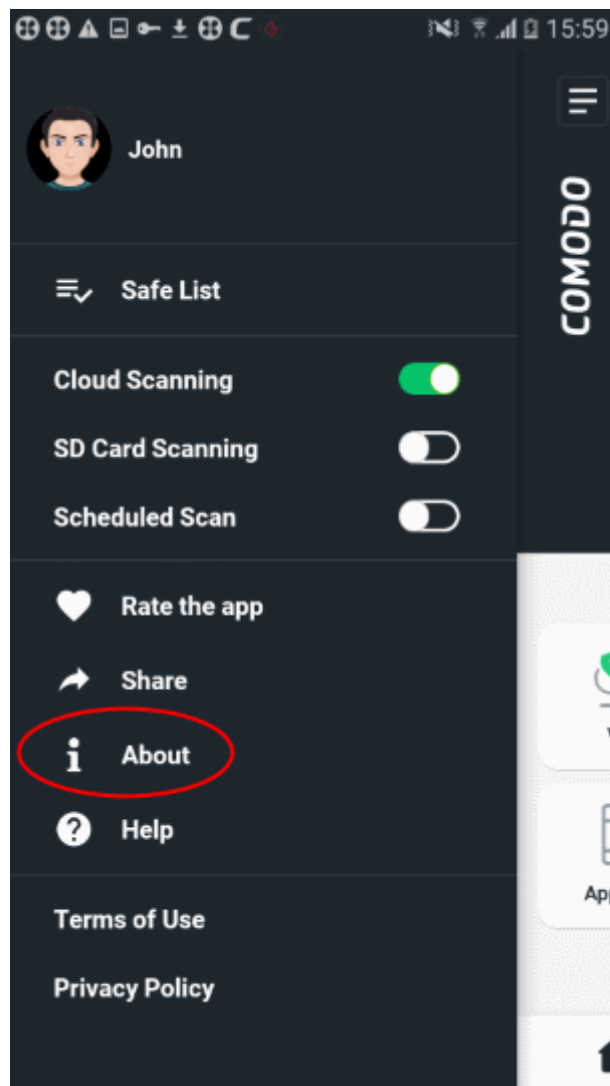 15:59
John
COMODO
Safe List
Cloud Scanning
SD Card Scanning
Scheduled Scan
Rate the app
Share
About
Help
Terms of Use
Privacy Policy